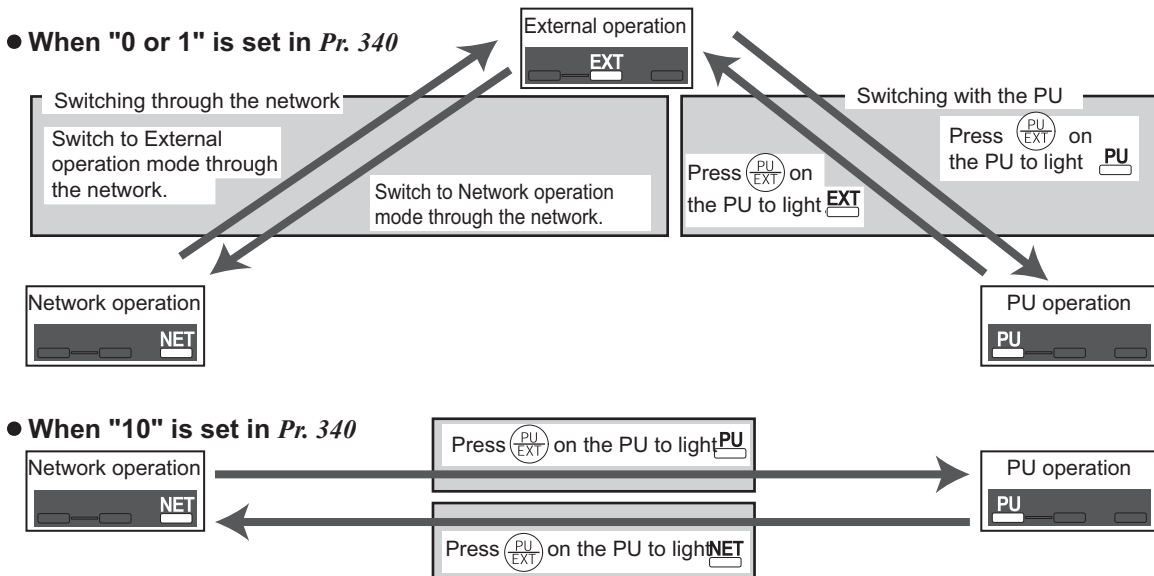 ● When "0 or 1" is set in Pr. 340
External operation
EXT
Switching through the network
Switch to External
operation mode through
the network.
Switch to Network operation
mode through the network.
Switching with the PU
Press PU/EXT on
the PU to light PU
Press PU/EXT on
the PU to light EXT
Network operation
NET
PU operation
PU
● When "10" is set in Pr. 340
Network operation
NET
Press PU/EXT on the PU to light PU
PU operation
PU
Press PU/EXT on the PU to light NET